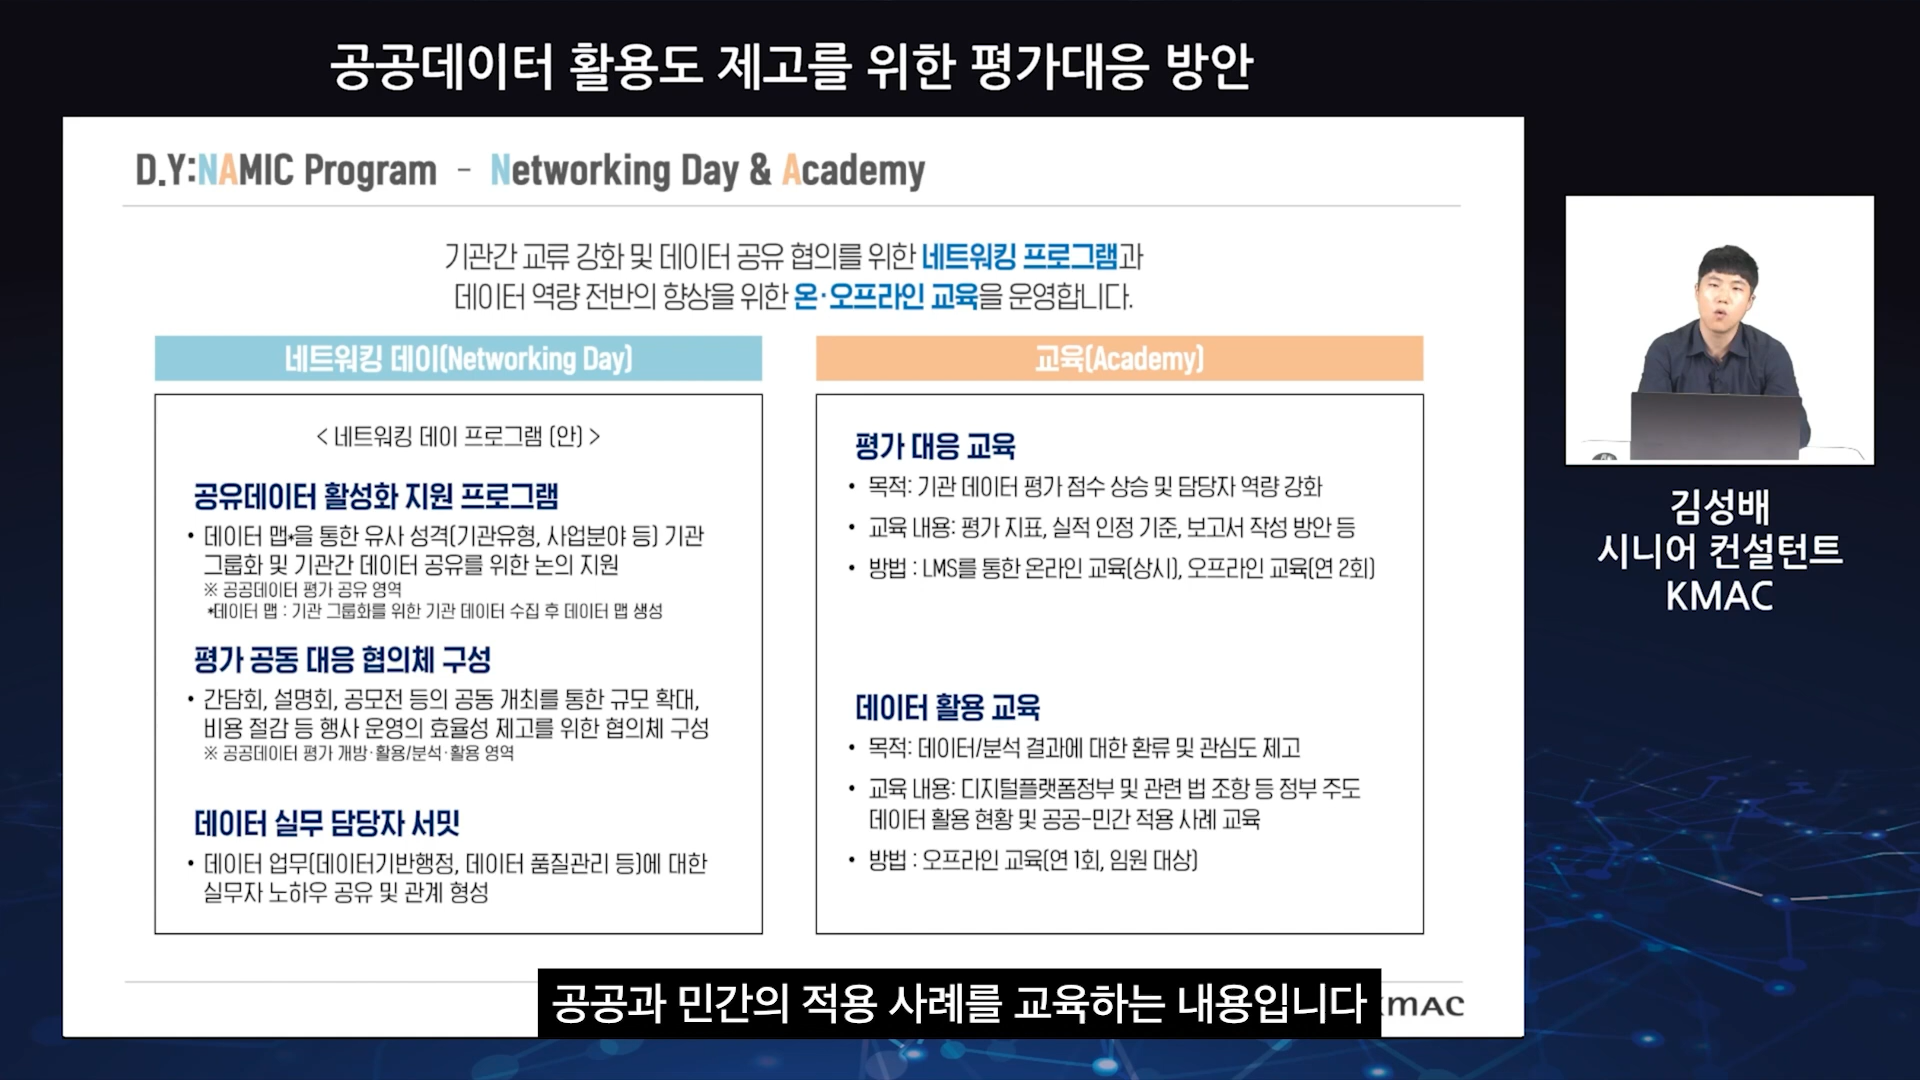 공공데이터 활용도 제고를 위한 평가대응 방안
D.Y:NAMIC Program - Networking Day & Academy
기관간 교류 강화 및 데이터 공유 협의를 위한 네트워킹 프로그램과
데이터 역량 전반의 향상을 위한 온·오프라인 교육을 운영합니다.
네트워킹 데이(Networking Day)
< 네트워킹 데이 프로그램 (안) >
공유데이터 활성화 지원 프로그램
• 데이터 맵*을 통한 유사 성격(기관유형, 사업분야 등) 기관
그룹화 및 기관간 데이터 공유를 위한 논의 지원
※ 공공데이터 평가 공유 영역
*데이터 맵 : 기관 그룹화를 위한 기관 데이터 수집 후 데이터 맵 생성
평가 공동 대응 협의체 구성
• 간담회, 설명회, 공모전 등의 공동 개최를 통한 규모 확대,
비용 절감 등 행사 운영의 효율성 제고를 위한 협의체 구성
※ 공공데이터 평가 개방·활용/분석·활용 영역
데이터 실무 담당자 서밋
• 데이터 업무(데이터기반행정, 데이터 품질관리 등)에 대한
실무자 노하우 공유 및 관계 형성
교육(Academy)
평가 대응 교육
• 목적: 기관 데이터 평가 점수 상승 및 담당자 역량 강화
• 교육 내용: 평가 지표, 실적 인정 기준, 보고서 작성 방안 등
• 방법 : LMS를 통한 온라인 교육(상시), 오프라인 교육(연 2회)
데이터 활용 교육
• 목적: 데이터/분석 결과에 대한 환류 및 관심도 제고
• 교육 내용: 디지털플랫폼정부 및 관련 법 조항 등 정부 주도
데이터 활용 현황 및 공공-민간 적용 사례 교육
• 방법 : 오프라인 교육(연 1회, 임원 대상)
김성배
시니어 컨설턴트
KMAC
공공과 민간의 적용 사례를 교육하는 내용입니다
KMAC